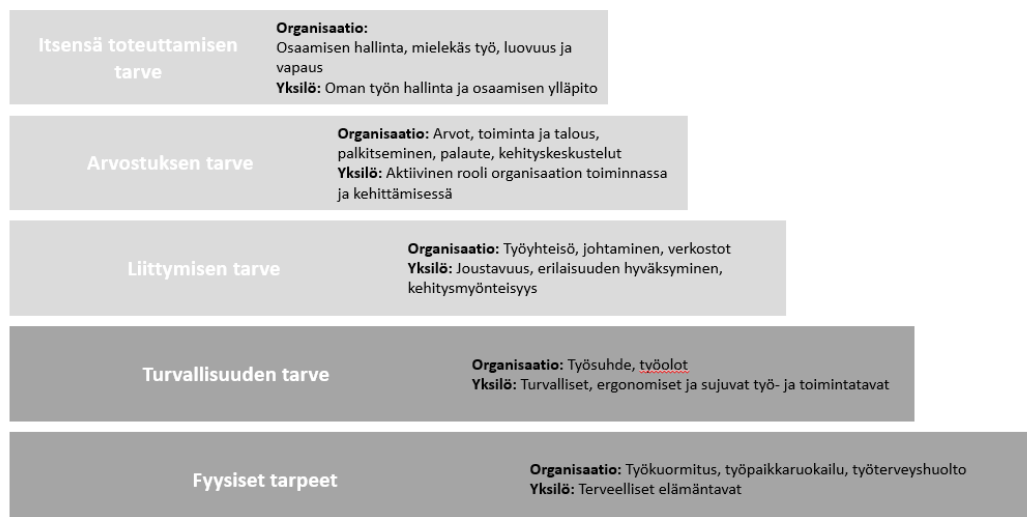 Itsensä toteuttamisen
tarve
Organisaatio:
Osaamisen hallinta, mielekäs työ, luovuus ja
vapaus
Yksilö: Oman työn hallinta ja osaamisen ylläpito
Arvostuksen tarve
Organisaatio: Arvot, toiminta ja talous,
palkitseminen, palaute, kehityskeskustelut
Yksilö: Aktiivinen rooli organisaation toiminnassa
ja kehittämisessä
Liittymisen tarve
Organisaatio: Työyhteisö, johtaminen, verkostot
Yksilö: Joustavuus, erilaisuuden hyväksyminen,
kehitysmyönteisyys
Turvallisuuden tarve
Organisaatio: Työsuhde, työolot
Yksilö: Turvalliset, ergonomiset ja sujuvat työ- ja toimintatavat
Fyysiset tarpeet
Organisaatio: Työkuormitus, työpaikkaruokailu, työterveyshuolto
Yksilö: Terveelliset elämäntavat